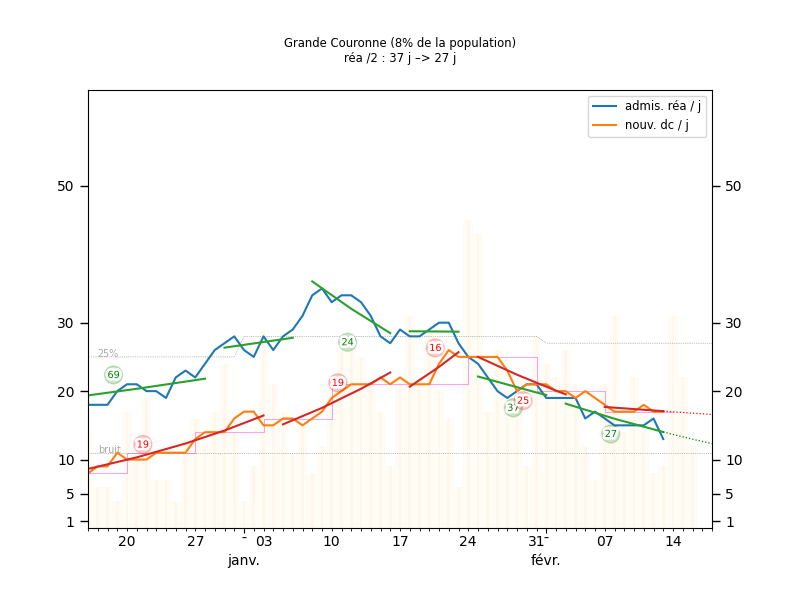 Grande Couronne (8% de la population)
réa /2 : 37 j –> 27 j
admis. réa / j
nouv. dc / j
50 50
30 30
25%
24
16
19
69
20 20
37 25
19
27
bruit
10 10
5 5
1 1
20 27 03 10 17 24 31 07 14
janv. févr.